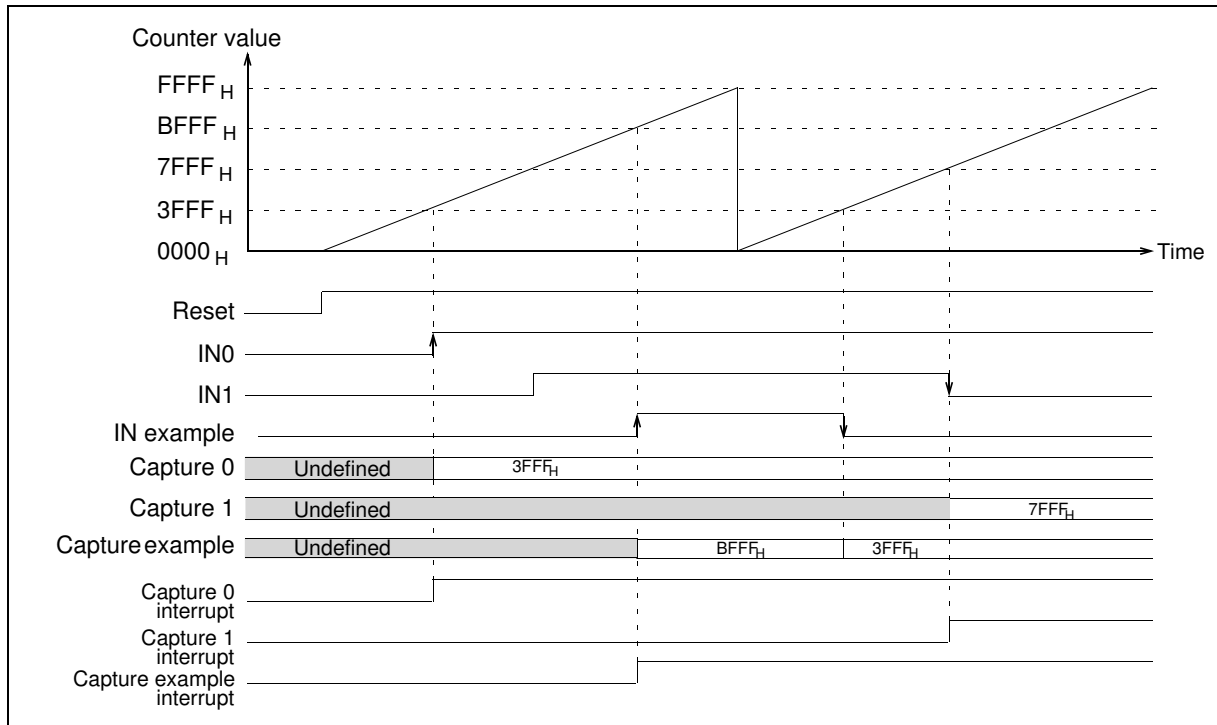 Counter value
FFFF H
BFFF H
7FFF H
3FFF H
0000 H
Time
Reset
IN0
IN1
IN example
Capture 0 Undefined 3FFFH
Capture 1 Undefined 7FFFH
Capture example Undefined BFFFH 3FFFH
Capture 0
interrupt
Capture 1
interrupt
Capture example
interrupt